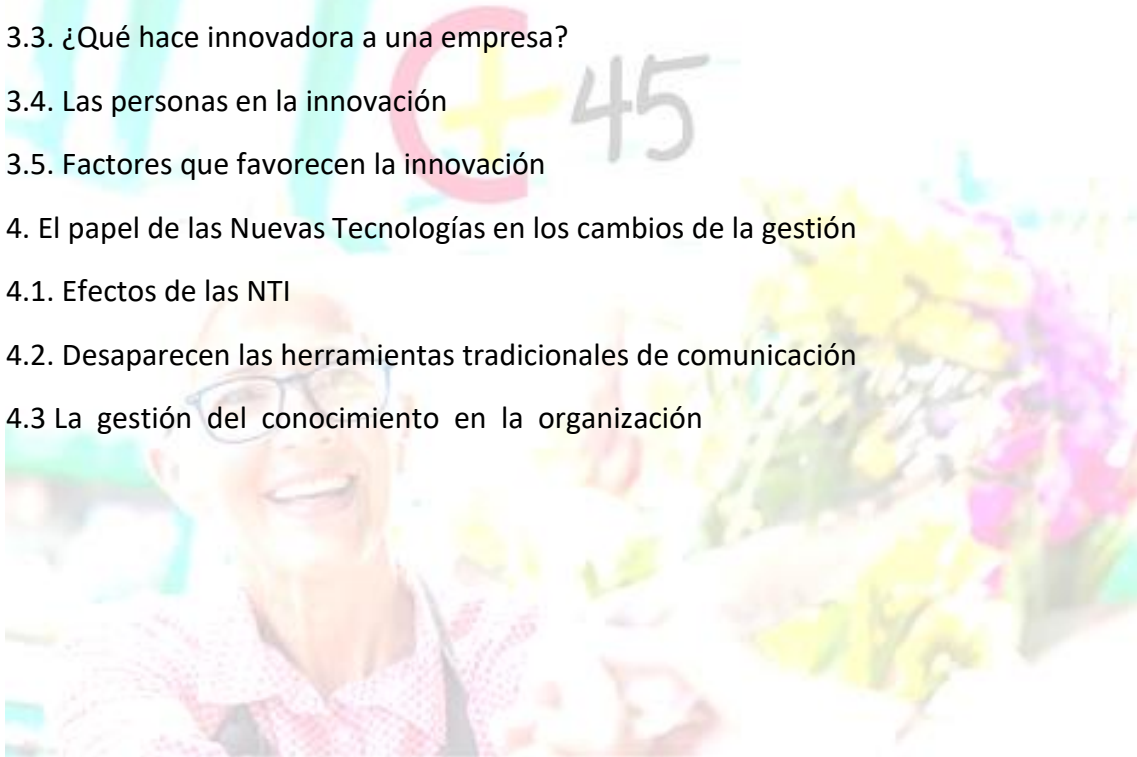 3.3. ¿Qué hace innovadora a una empresa?
+45
3.4. Las personas en la innovación
3.5. Factores que favorecen la innovación
4. El papel de las Nuevas Tecnologías en los cambios de la gestión
4.1. Efectos de las NTI
4.2. Desaparecen las herramientas tradicionales de comunicación
4.3 La gestión del conocimiento en la organización